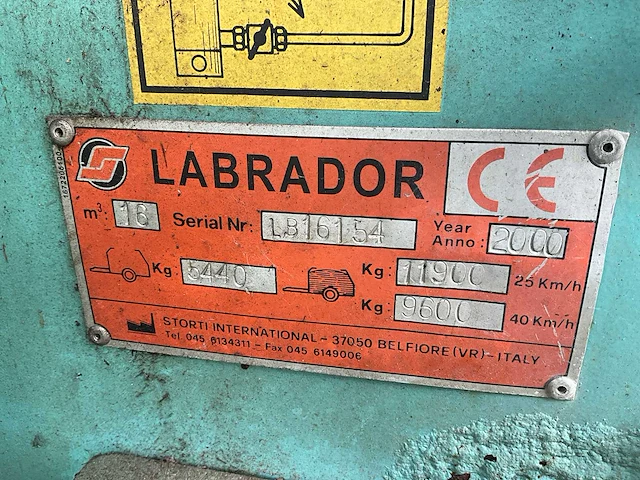 LABRADOR
CE
m³: 16 Serial Nr: LB16154 Year Anno: 2000
Kg: 5440 Kg: 11900 25 Km/h
Kg: 9600 40 Km/h
STORTI INTERNATIONAL - 37050 BELFIORE (VR) - ITALY
Tel. 045 6134311 - Fax 045 6149006